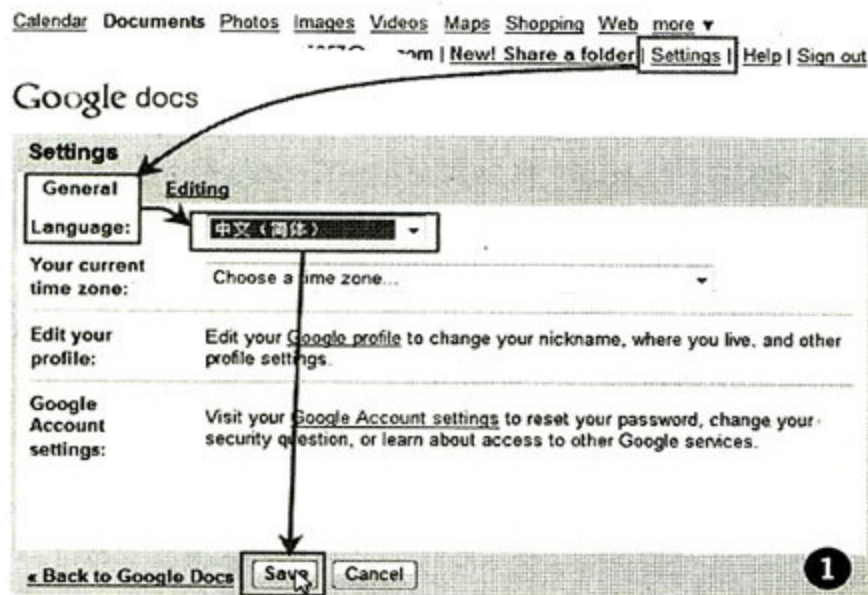 Calendar Documents Photos Images Videos Maps Shopping Web more ▼
om | New! Share a folder | Settings | Help | Sign out
Google docs
Settings
General Editing
Language: 中文（简体）
Your current time zone: Choose a time zone...
Edit your profile: Edit your Google profile to change your nickname, where you live, and other
profile settings.
Google Account settings: Visit your Google Account settings to reset your password, change your
security question, or learn about access to other Google services.
« Back to Google Docs Save Cancel
1